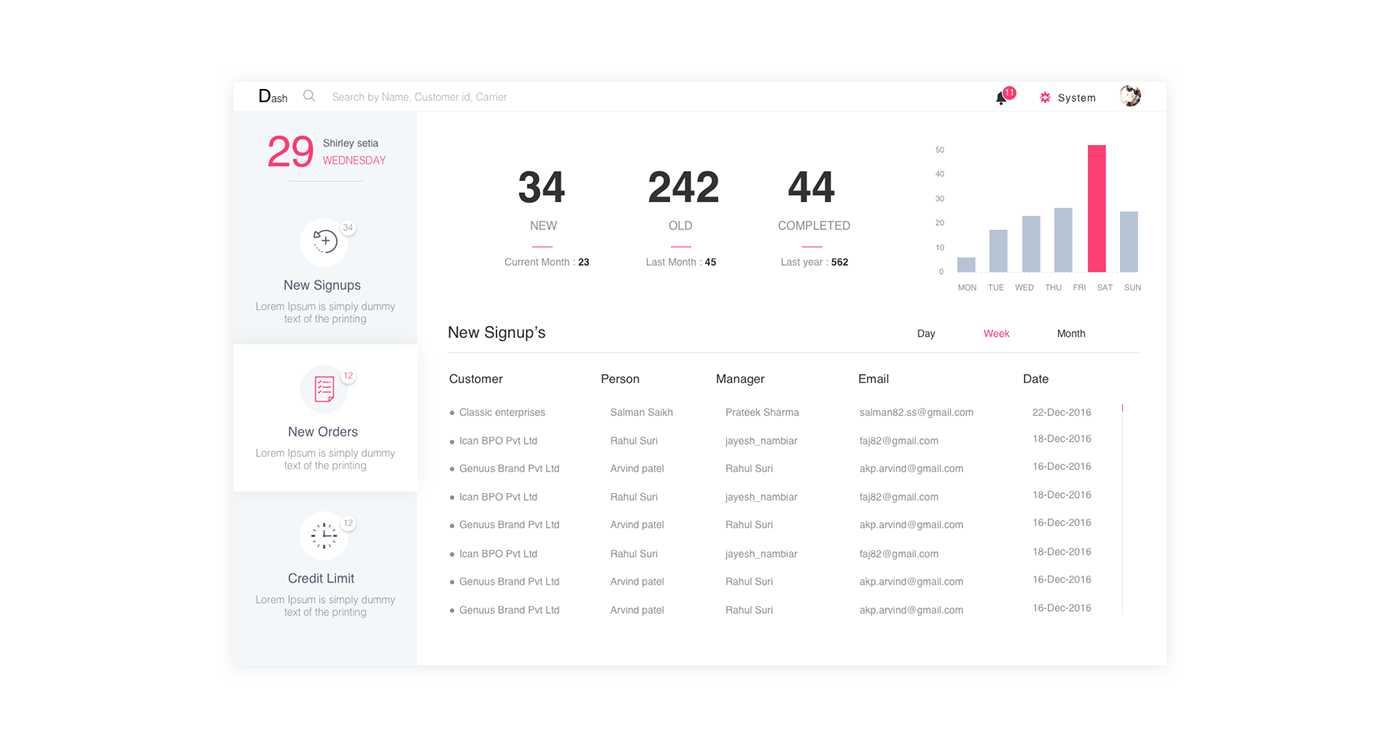 Dash
Search by Name, Customer id, Carrier
11
System
29
Shirley setia
WEDNESDAY
34
New Signups
Lorem Ipsum is simply dummy
text of the printing
12
New Orders
Lorem Ipsum is simply dummy
text of the printing
12
Credit Limit
Lorem Ipsum is simply dummy
text of the printing
34 242 44
NEW OLD COMPLETED
Current Month : 23 Last Month : 45 Last year : 562
50
40
30
20
10
0
MON TUE WED THU FRI SAT SUN
New Signup’s Day Week Month
Customer Person Manager Email Date
• Classic enterprises Salman Saikh Prateek Sharma salman82.ss@gmail.com 22-Dec-2016
• Ican BPO Pvt Ltd Rahul Suri jayesh_nambiar faj82@gmail.com 18-Dec-2016
• Genuus Brand Pvt Ltd Arvind patel Rahul Suri akp.arvind@gmail.com 16-Dec-2016
• Ican BPO Pvt Ltd Rahul Suri jayesh_nambiar faj82@gmail.com 18-Dec-2016
• Genuus Brand Pvt Ltd Arvind patel Rahul Suri akp.arvind@gmail.com 16-Dec-2016
• Ican BPO Pvt Ltd Rahul Suri jayesh_nambiar faj82@gmail.com 18-Dec-2016
• Genuus Brand Pvt Ltd Arvind patel Rahul Suri akp.arvind@gmail.com 16-Dec-2016
• Genuus Brand Pvt Ltd Arvind patel Rahul Suri akp.arvind@gmail.com 16-Dec-2016